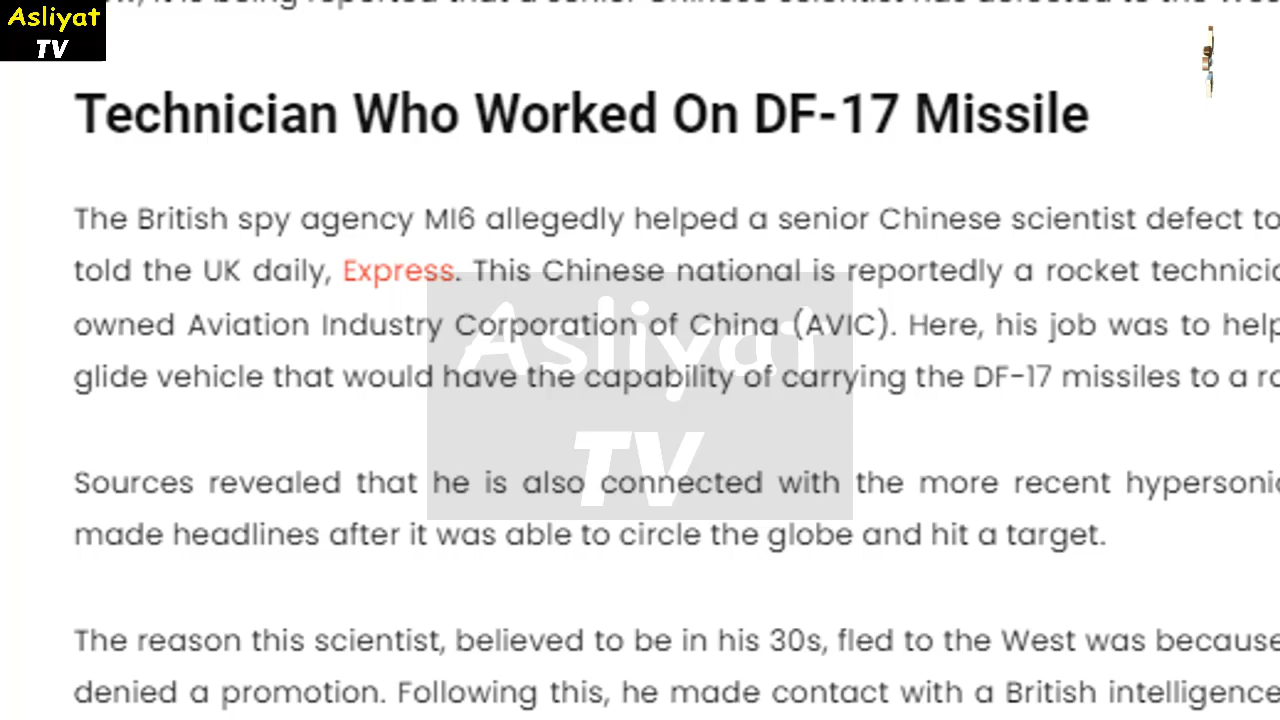 Asliyat
TV
Technician Who Worked On DF-17 Missile
The British spy agency MI6 allegedly helped a senior Chinese scientist defect to
told the UK daily, Express. This Chinese national is reportedly a rocket
owned Aviation Industry Corporation of China (AVIC). Here, his job was to help
glide vehicle that would have the capability of carrying the DF-17 missiles to a
Asliyat
TV
Sources revealed that he is also connected with the more recent
made headlines after it was able to circle the globe and hit a target.
The reason this scientist, believed to be in his 30s, fled to the West was because
denied a promotion. Following this, he made contact with a British intelligence